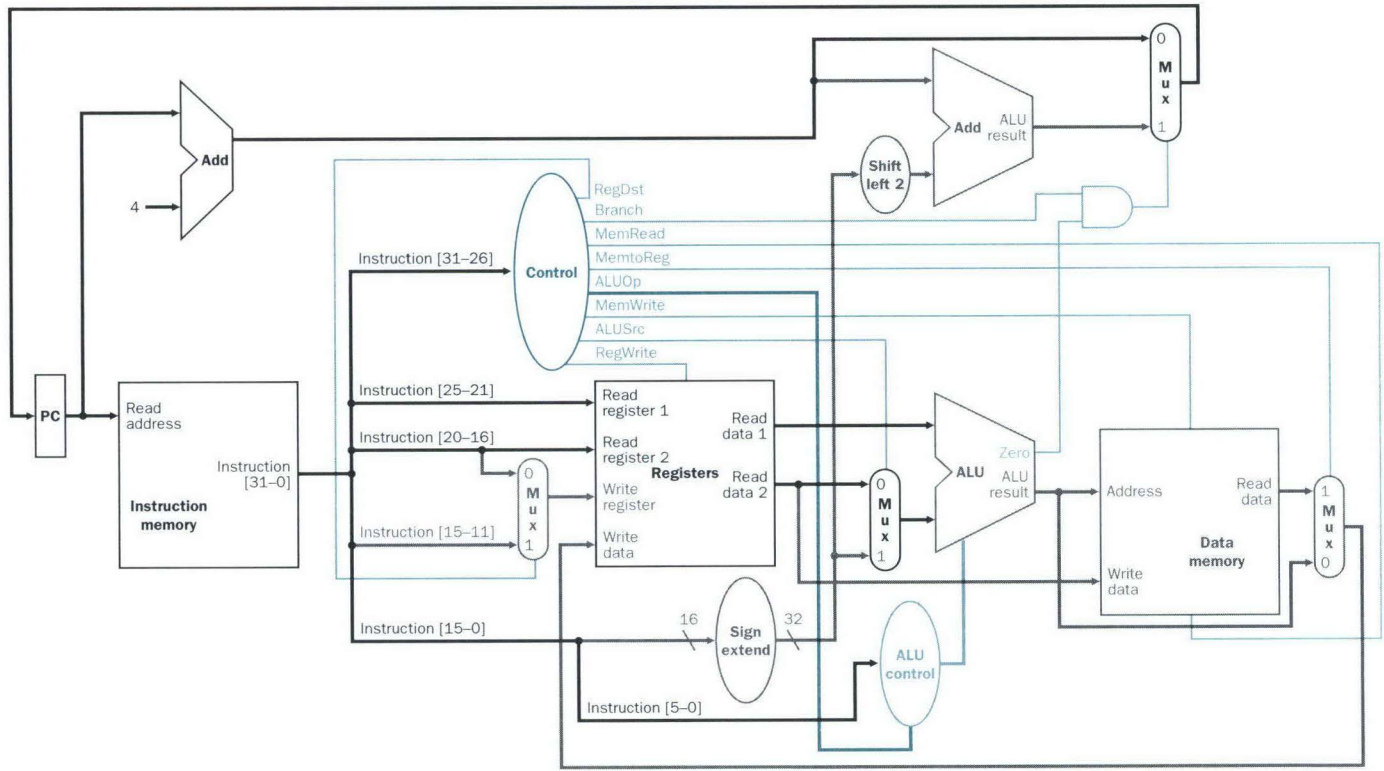 0
M
u
x
1
Add
ALU
result
Add
4
Shift
left 2
RegDst
Branch
MemRead
MemtoReg
ALUOp
MemWrite
ALUSrc
RegWrite
Control
Instruction [31–26]
Instruction [25–21]
Instruction [20–16]
Instruction [15–11]
Instruction [15–0]
Instruction [5–0]
PC
Read
address
Instruction
[31–0]
Instruction
memory
0
M
u
x
1
Read
register 1
Read
register 2
Write
register
Write
data
Registers
Read
data 1
Read
data 2
0
M
u
x
1
Zero
ALU
ALU
result
Address
Read
data
Data
memory
Write
data
1
M
u
x
0
16
Sign
extend
32
ALU
control